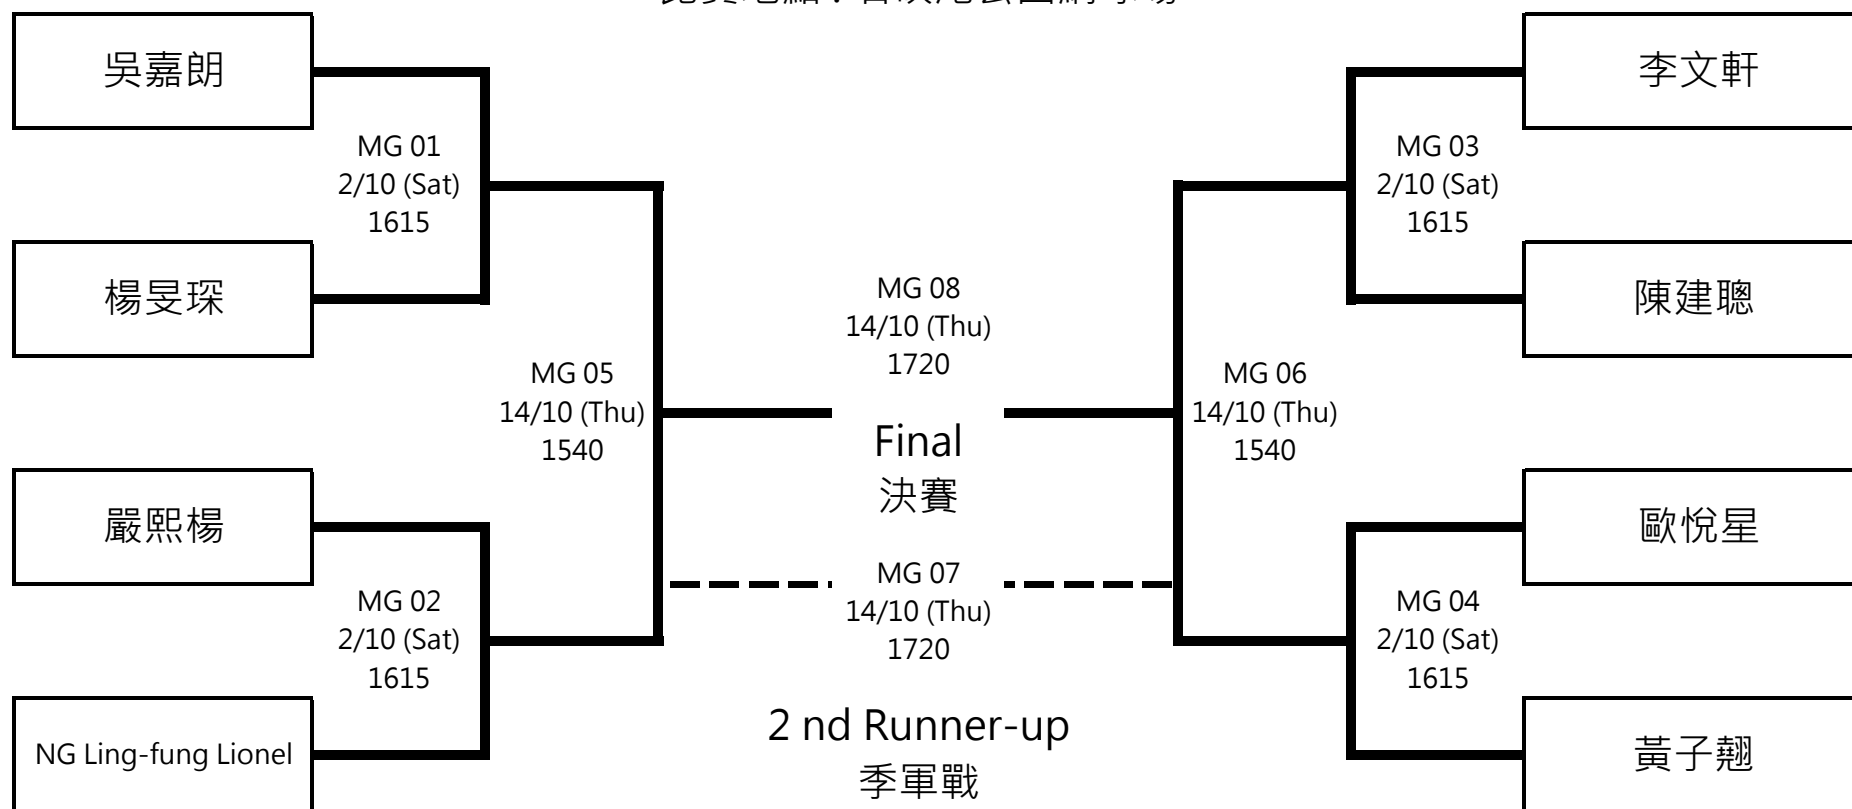 吳嘉朗
李文軒
MG 01
2/10 (Sat)
1615
MG 03
2/10 (Sat)
1615
楊旻琛
陳建聰
MG 08
14/10 (Thu)
1720
MG 05
14/10 (Thu)
1540
MG 06
14/10 (Thu)
1540
Final
決賽
嚴熙楊
歐悅星
MG 07
14/10 (Thu)
1720
MG 02
2/10 (Sat)
1615
MG 04
2/10 (Sat)
1615
2 nd Runner-up
季軍戰
NG Ling-fung Lionel
黃子翹